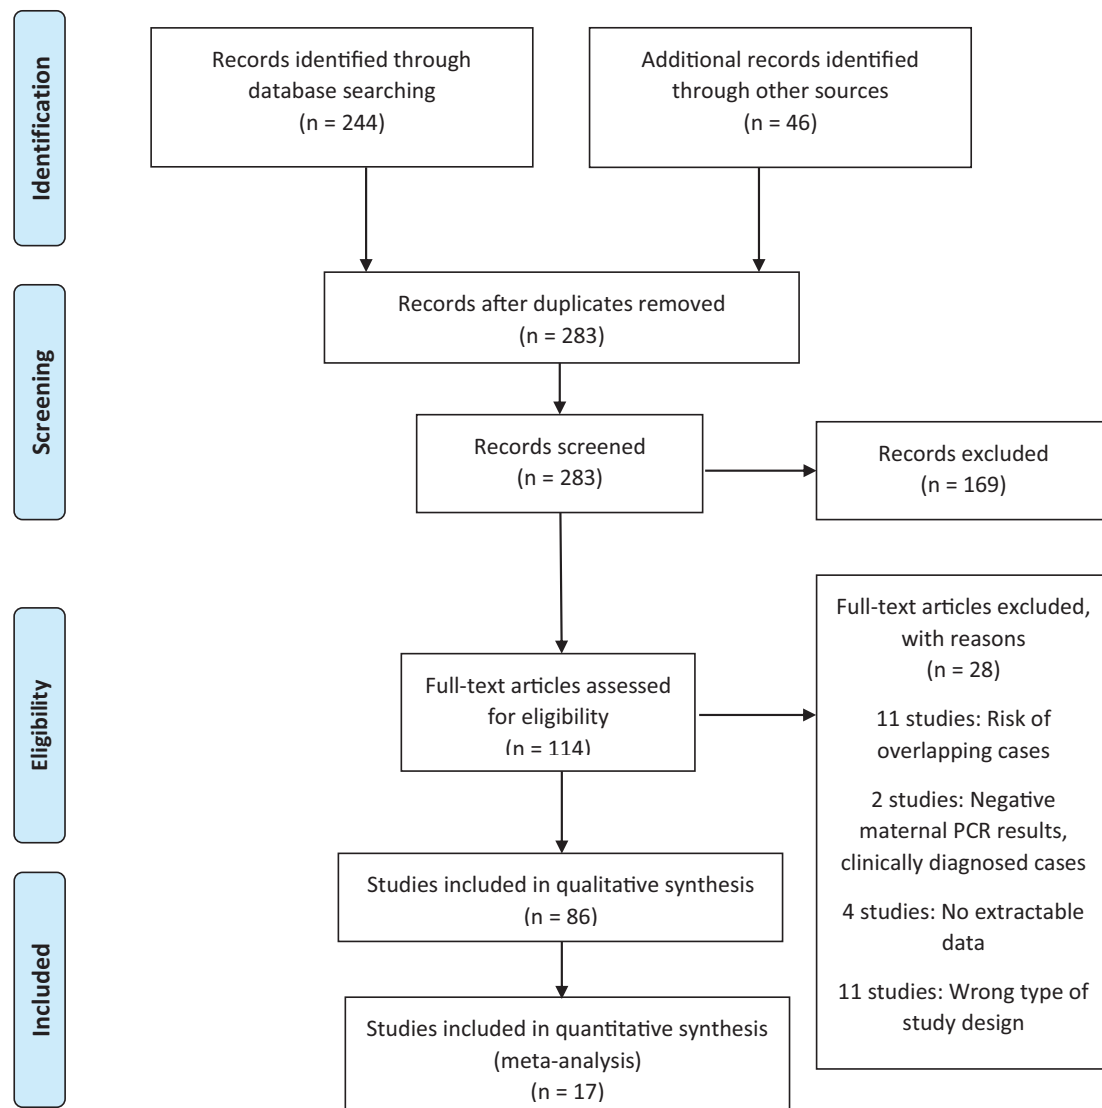 Identification
Records identified through
database searching
(n = 244)
Additional records identified
through other sources
(n = 46)
Screening
Records after duplicates removed
(n = 283)
Records screened
(n = 283)
Records excluded
(n = 169)
Eligibility
Full-text articles assessed
for eligibility
(n = 114)
Full-text articles excluded,
with reasons
(n = 28)
11 studies: Risk of
overlapping cases
2 studies: Negative
maternal PCR results,
clinically diagnosed cases
4 studies: No extractable
data
11 studies: Wrong type of
study design
Included
Studies included in qualitative synthesis
(n = 86)
Studies included in quantitative synthesis
(meta-analysis)
(n = 17)